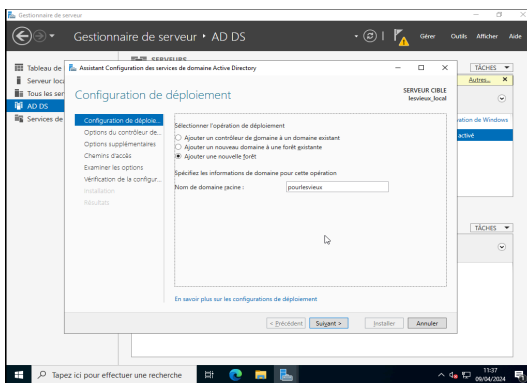 Gestionnaire de serveur
Gestionnaire de serveur ‣ AD DS
Gérer Outils Afficher Aide
SERVEURS
Tableau de
Serveur loca
Tous les ser
AD DS
Services de
TÂCHES
Autres...
ation de Windows
activé
TÂCHES
Assistant Configuration des services de domaine Active Directory
Configuration de déploiement
SERVEUR CIBLE
lesvieux_local
Configuration de déploie...
Options du contrôleur de...
Options supplémentaires
Chemins d'accès
Examiner les options
Vérification de la configur...
Installation
Résultats
Sélectionner l'opération de déploiement
Ajouter un contrôleur de domaine à un domaine existant
Ajouter un nouveau domaine à une forêt existante
Ajouter une nouvelle forêt
Spécifiez les informations de domaine pour cette opération
Nom de domaine racine : pourlesvieux
En savoir plus sur les configurations de déploiement
< Précédent Suivant > Installer Annuler
Tapez ici pour effectuer une recherche
11:37
09/04/2024